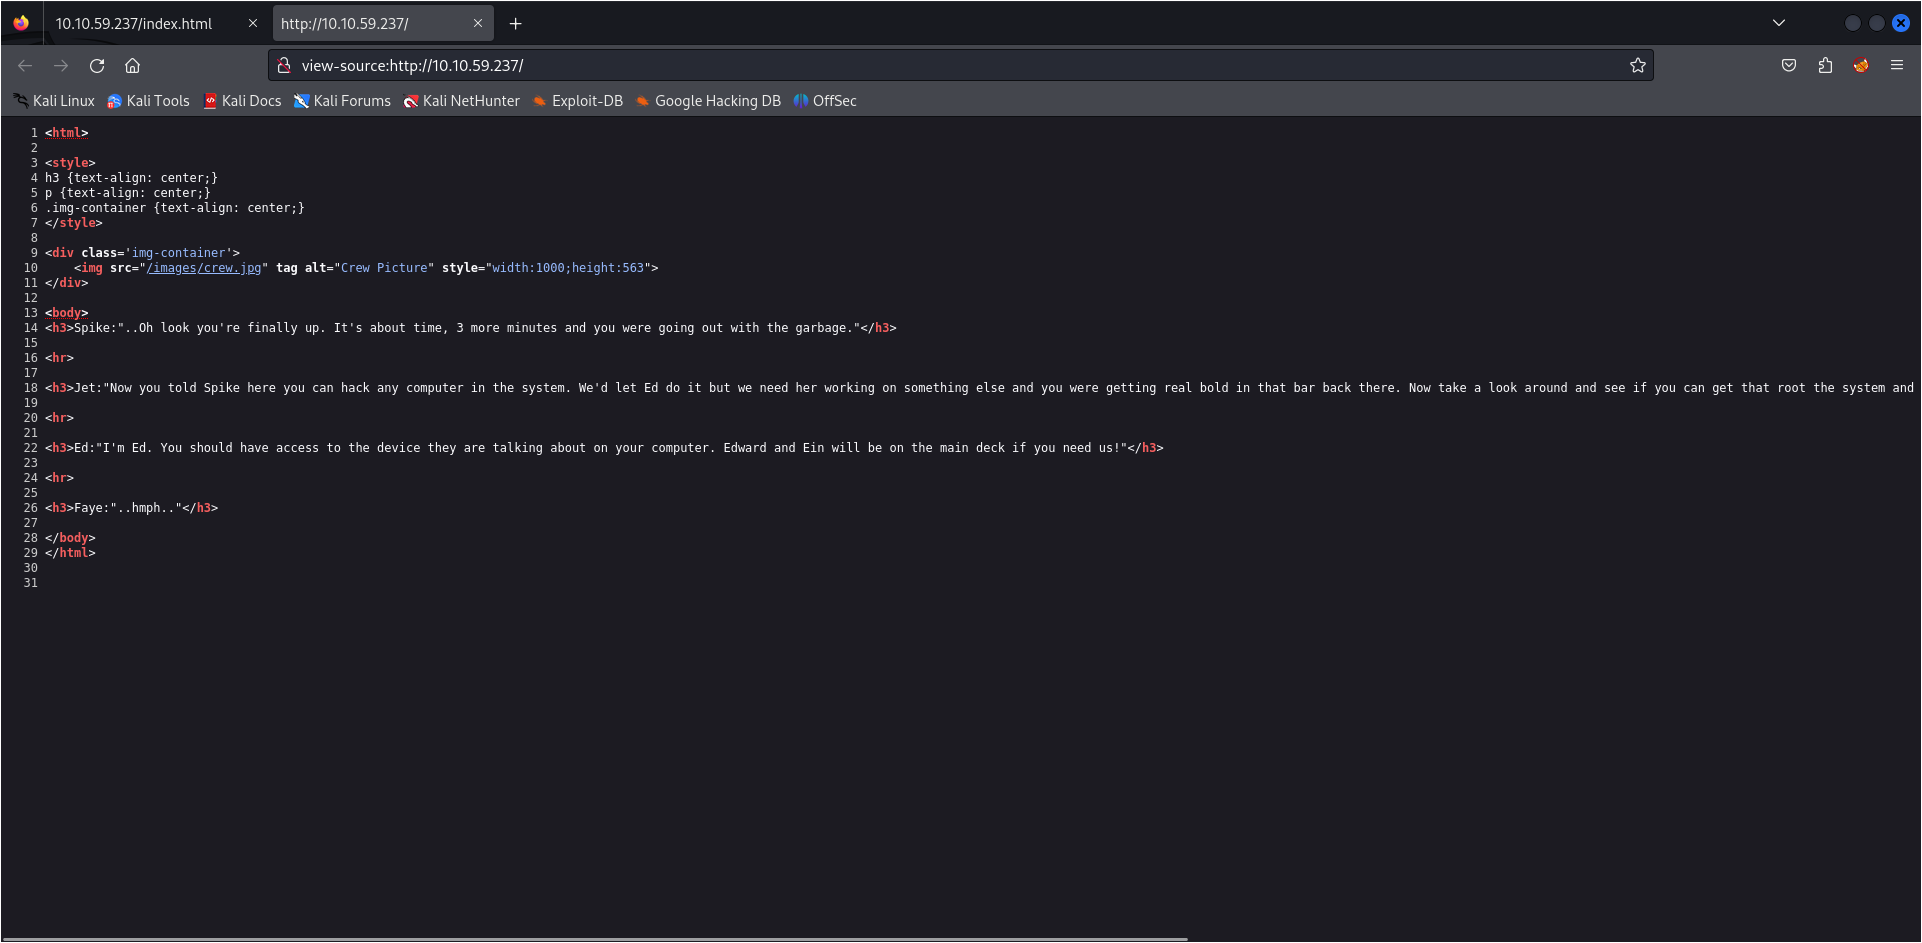 10.10.59.237/index.html
http://10.10.59.237/
view-source:http://10.10.59.237/
Kali Linux Kali Tools Kali Docs Kali Forums Kali NetHunter Exploit-DB Google Hacking DB OffSec
1 <html>
2
3 <style>
4 h3 {text-align: center;}
5 p {text-align: center;}
6 .img-container {text-align: center;}
7 </style>
8
9 <div class='img-container'>
10     <img src="/images/crew.jpg" tag alt="Crew Picture" style="width:1000;height:563">
11 </div>
12
13 <body>
14 <h3>Spike:"..Oh look you're finally up. It's about time, 3 more minutes and you were going out with the garbage."</h3>
15
16 <hr>
17
18 <h3>Jet:"Now you told Spike here you can hack any computer in the system. We'd let Ed do it but we need her working on something else and you were getting real bold in that bar back there. Now take a look around and see if you can get that root the system and
19
20 <hr>
21
22 <h3>Ed:"I'm Ed. You should have access to the device they are talking about on your computer. Edward and Ein will be on the main deck if you need us!"</h3>
23
24 <hr>
25
26 <h3>Faye:"..hmph.."</h3>
27
28 </body>
29 </html>
30
31